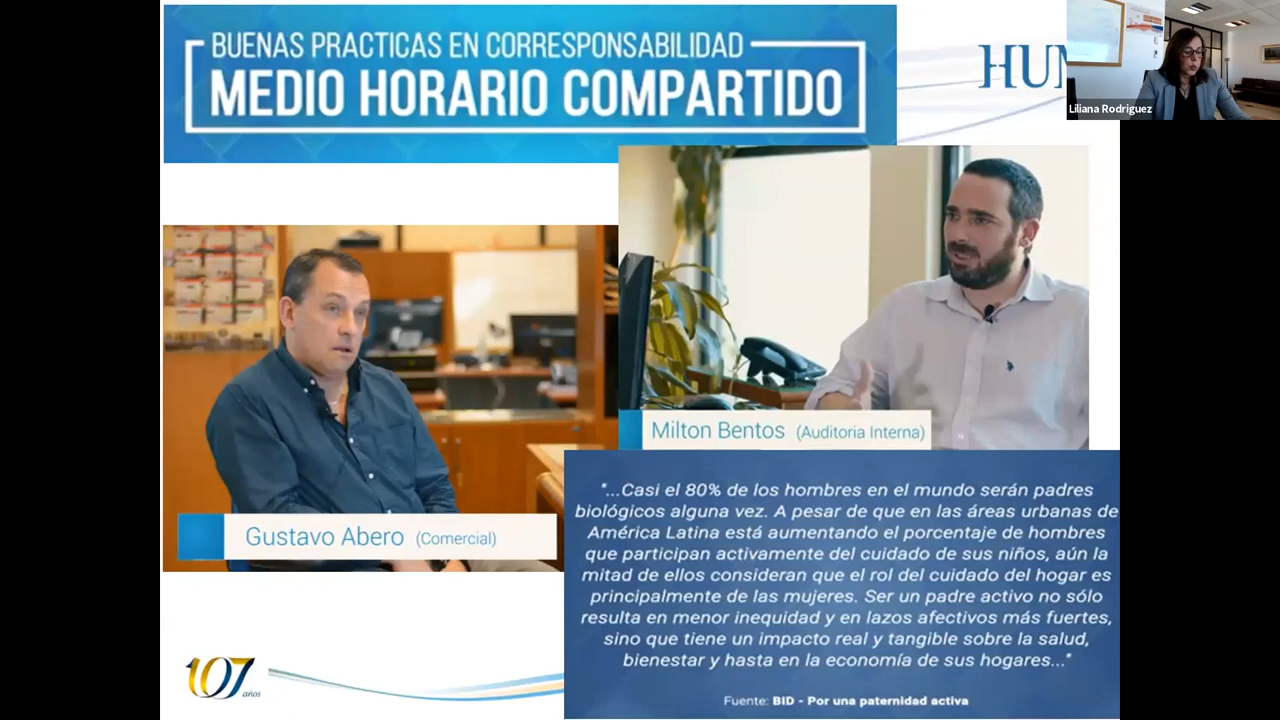 BUENAS PRACTICAS EN CORRESPONSABILIDAD
MEDIO HORARIO COMPARTIDO
HUM
Liliana Rodriguez
Milton Bentos (Auditoria Interna)
Gustavo Abero (Comercial)
"...Casi el 80% de los hombres en el mundo serán padres
biológicos alguna vez. A pesar de que en las áreas urbanas de
América Latina está aumentando el porcentaje de hombres
que participan activamente del cuidado de sus niños, aún la
mitad de ellos consideran que el rol del cuidado del hogar es
principalmente de las mujeres. Ser un padre activo no sólo
resulta en menor inequidad y en lazos afectivos más fuertes,
sino que tiene un impacto real y tangible sobre la salud,
bienestar y hasta en la economía de sus hogares..."
Fuente: BID - Por una paternidad activa
107 años